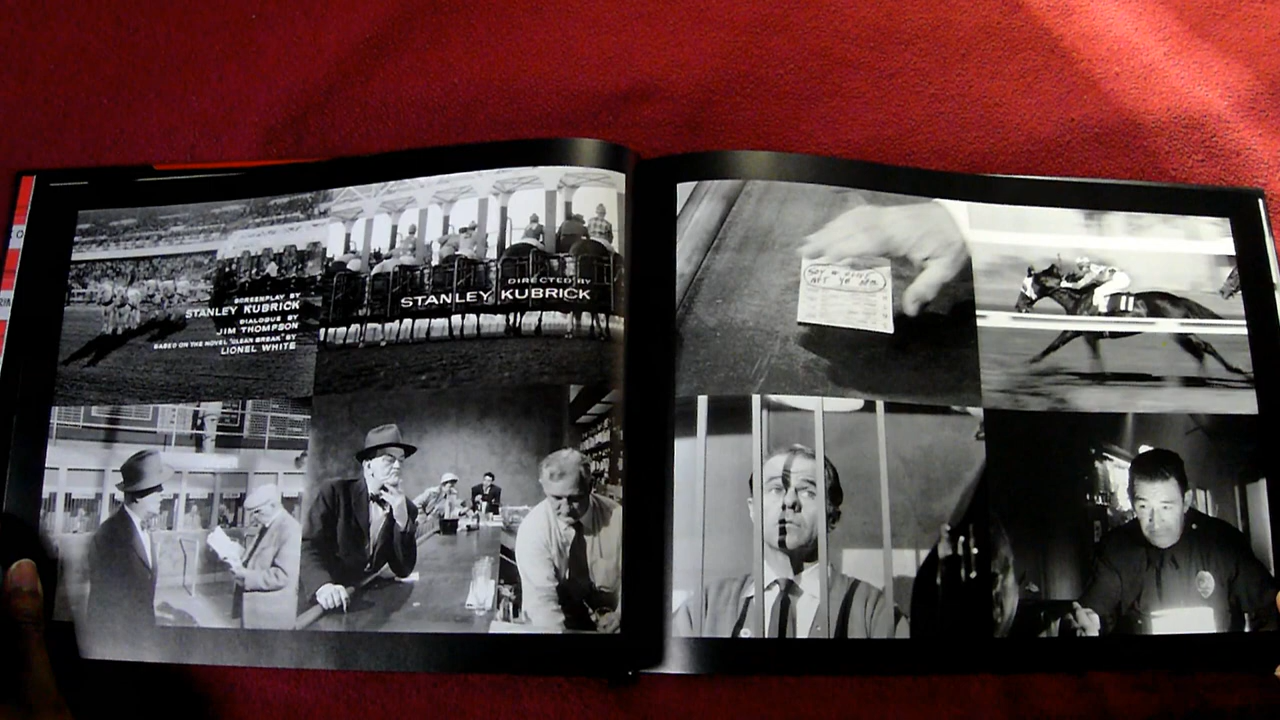 SCREENPLAY BY
STANLEY KUBRICK
DIALOGUE BY
JIM THOMPSON
BASED ON THE NOVEL "CLEAN BREAK" BY
LIONEL WHITE
DIRECTED BY
STANLEY KUBRICK
11